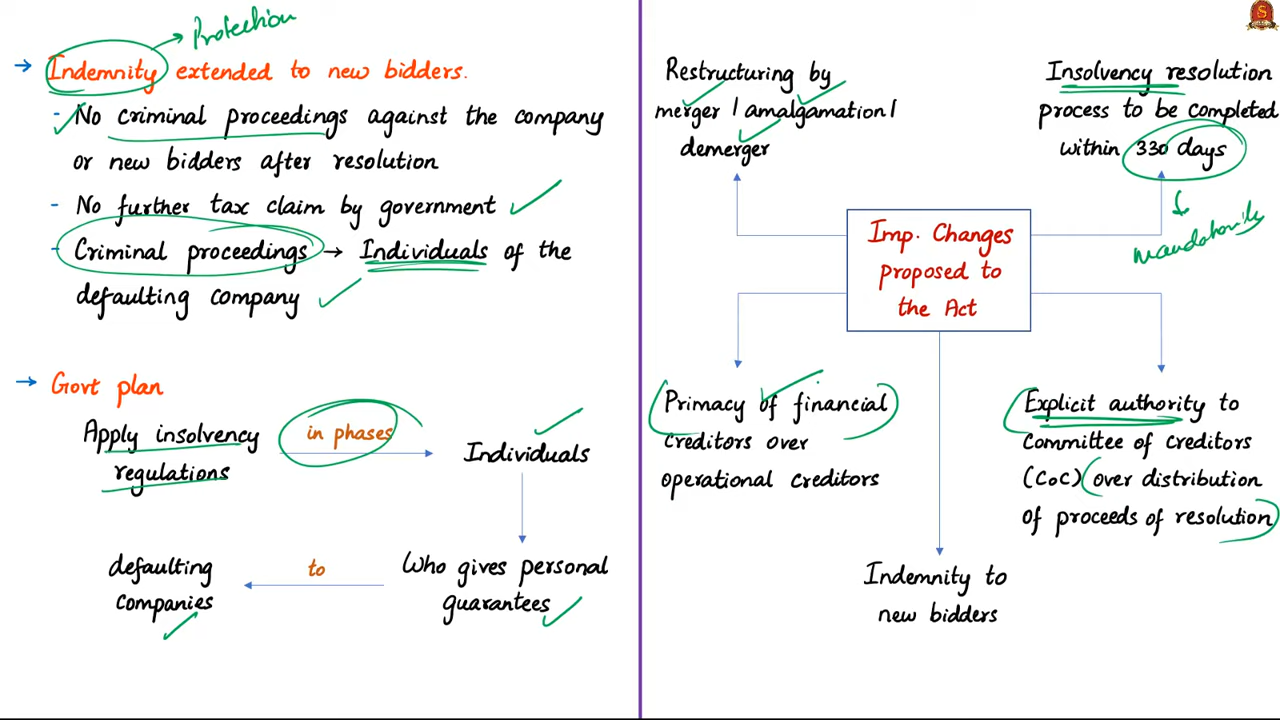 Protection
→ Indemnity extended to new bidders.
- No criminal proceedings against the company
or new bidders after resolution
- No further tax claim by government
- Criminal proceedings → Individuals of the
defaulting company
→ Govt plan
Apply insolvency
regulations
in phases
Individuals
Who gives personal
guarantees
to
defaulting
companies
Restructuring by
merger | amalgamation |
demerger
Insolvency resolution
process to be completed
within 330 days
mandatorily
Imp. Changes
proposed to
the Act
Primacy of financial
creditors over
operational creditors
Explicit authority to
Committee of creditors
(CoC) over distribution
of proceeds of resolution
Indemnity to
new bidders